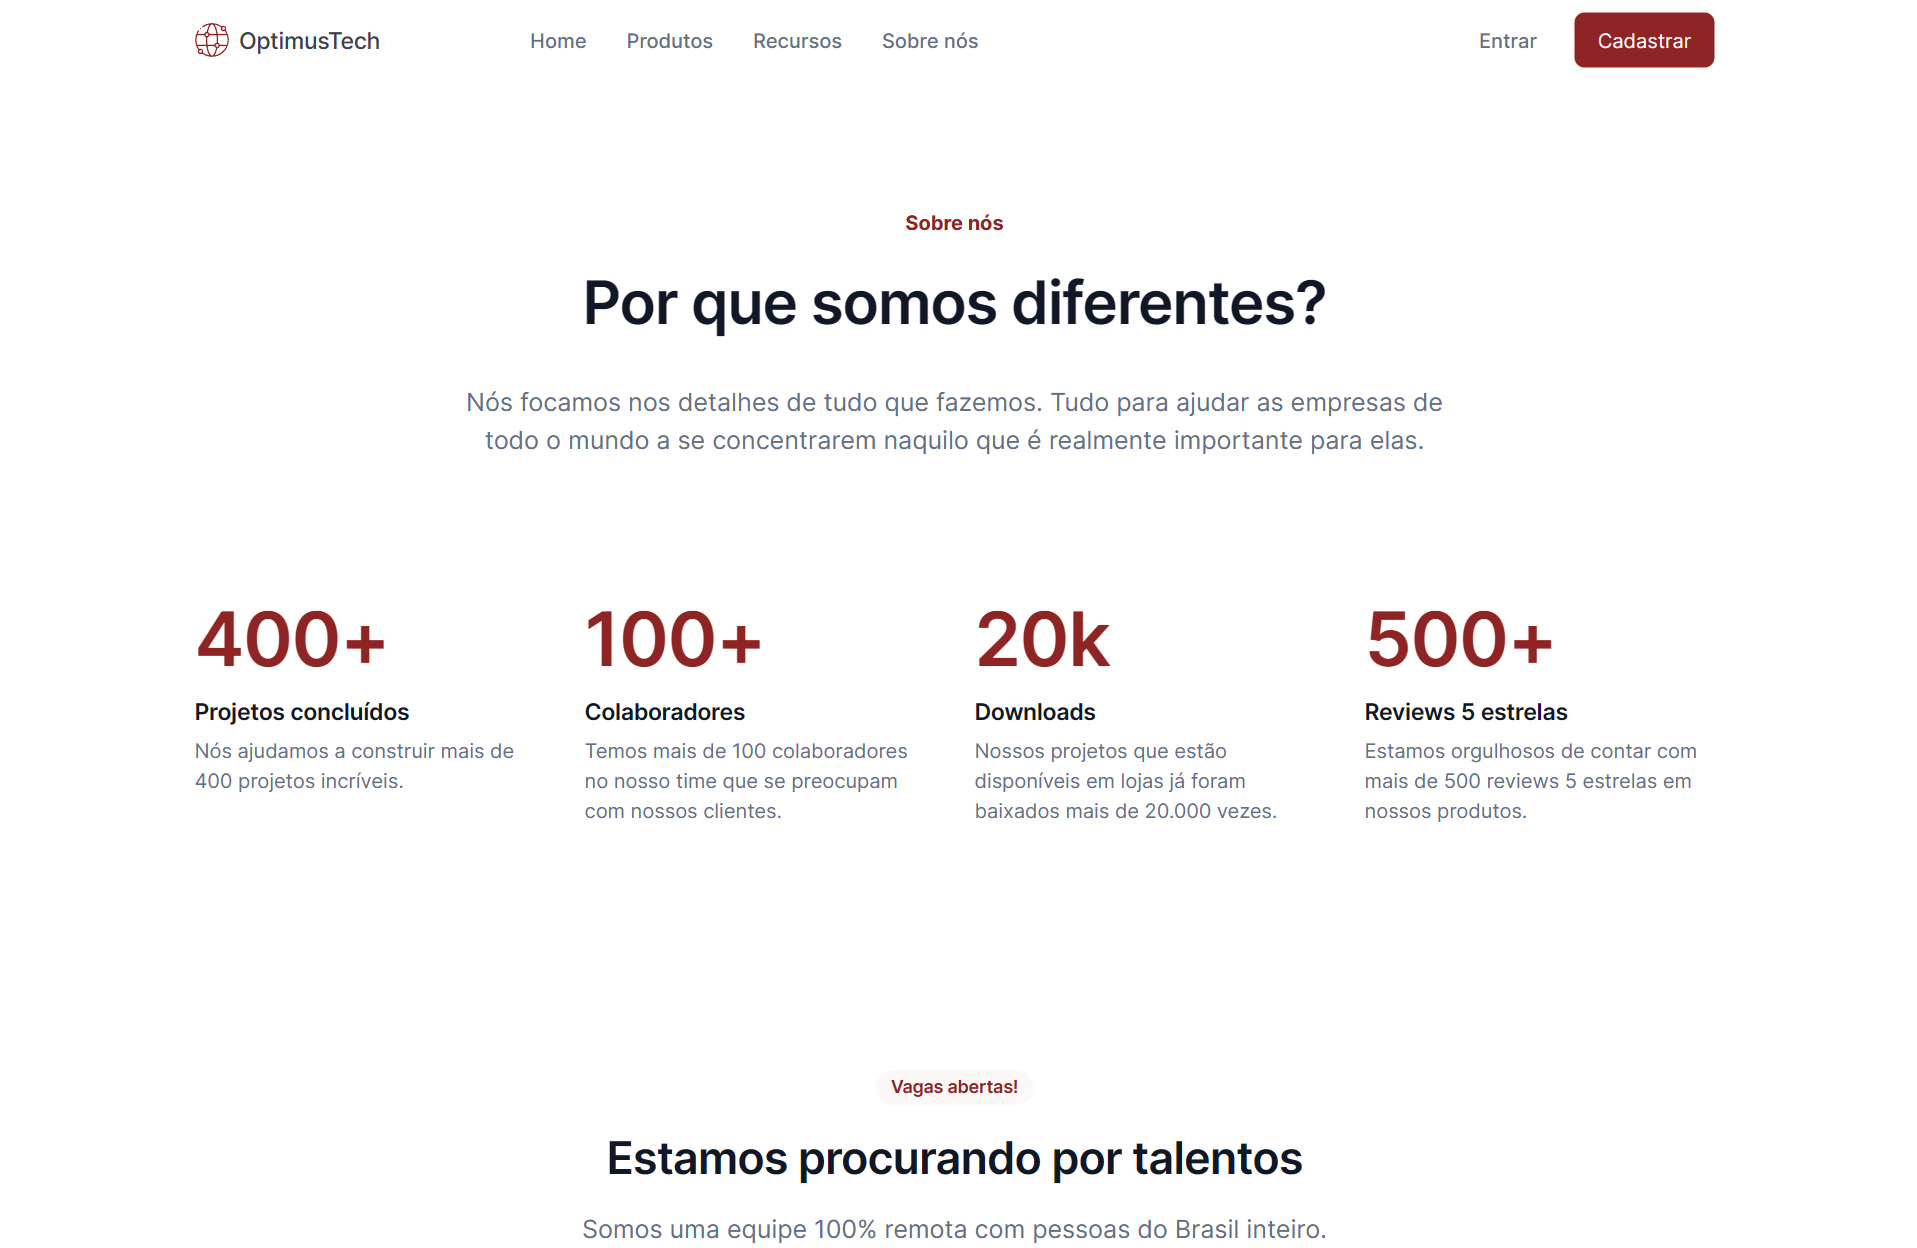 OptimusTech
Home
Produtos
Recursos
Sobre nós
Entrar
Cadastrar
Sobre nós
Por que somos diferentes?
Nós focamos nos detalhes de tudo que fazemos. Tudo para ajudar as empresas de
todo o mundo a se concentrarem naquilo que é realmente importante para elas.
400+
Projetos concluídos
Nós ajudamos a construir mais de
400 projetos incríveis.
100+
Colaboradores
Temos mais de 100 colaboradores
no nosso time que se preocupam
com nossos clientes.
20k
Downloads
Nossos projetos que estão
disponíveis em lojas já foram
baixados mais de 20.000 vezes.
500+
Reviews 5 estrelas
Estamos orgulhosos de contar com
mais de 500 reviews 5 estrelas em
nossos produtos.
Vagas abertas!
Estamos procurando por talentos
Somos uma equipe 100% remota com pessoas do Brasil inteiro.